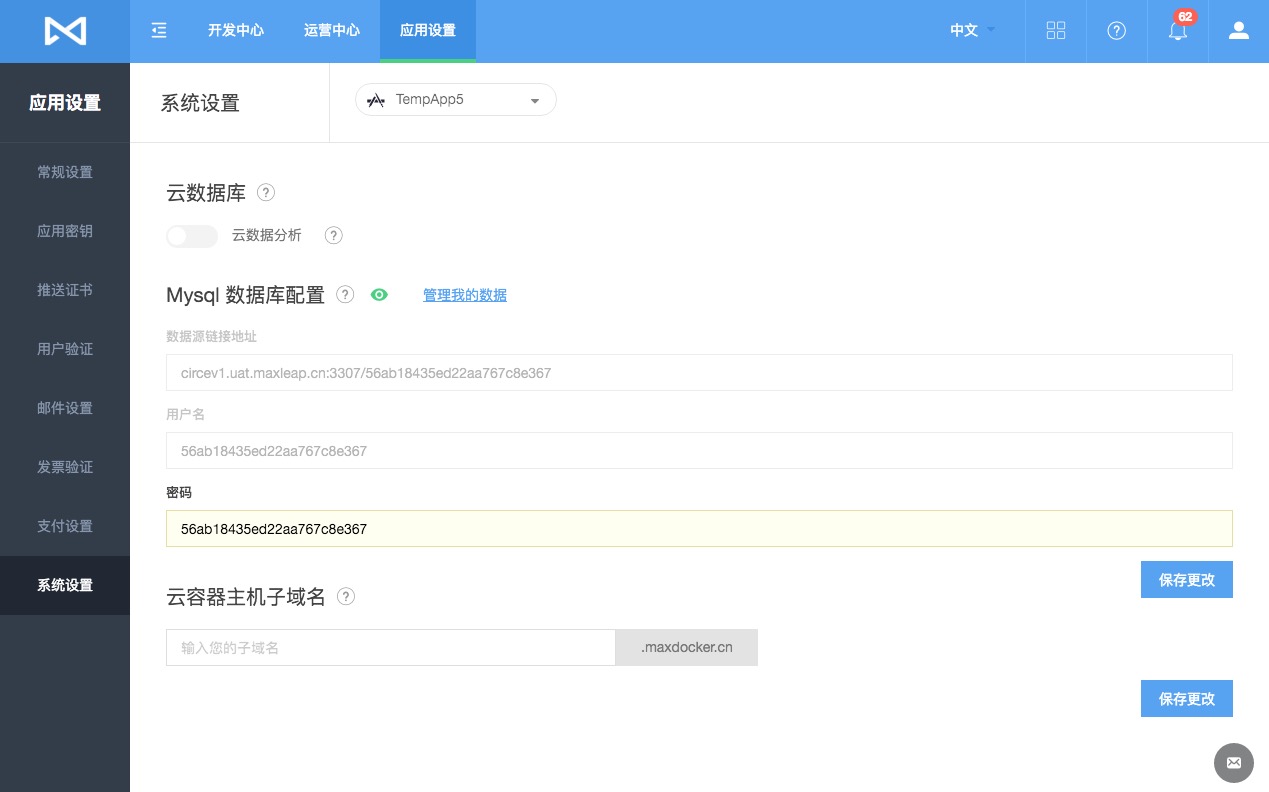 开发中心
运营中心
应用设置
中文
62
应用设置
常规设置
应用密钥
推送证书
用户验证
邮件设置
发票验证
支付设置
系统设置
系统设置
TempApp5
云数据库 ?
云数据分析 ?
Mysql 数据库配置 ? 管理我的数据
数据源链接地址
circev1.uat.maxleap.cn:3307/56ab18435ed22aa767c8e367
用户名
56ab18435ed22aa767c8e367
密码
56ab18435ed22aa767c8e367
保存更改
云容器主机子域名 ?
输入您的子域名 .maxdocker.cn
保存更改